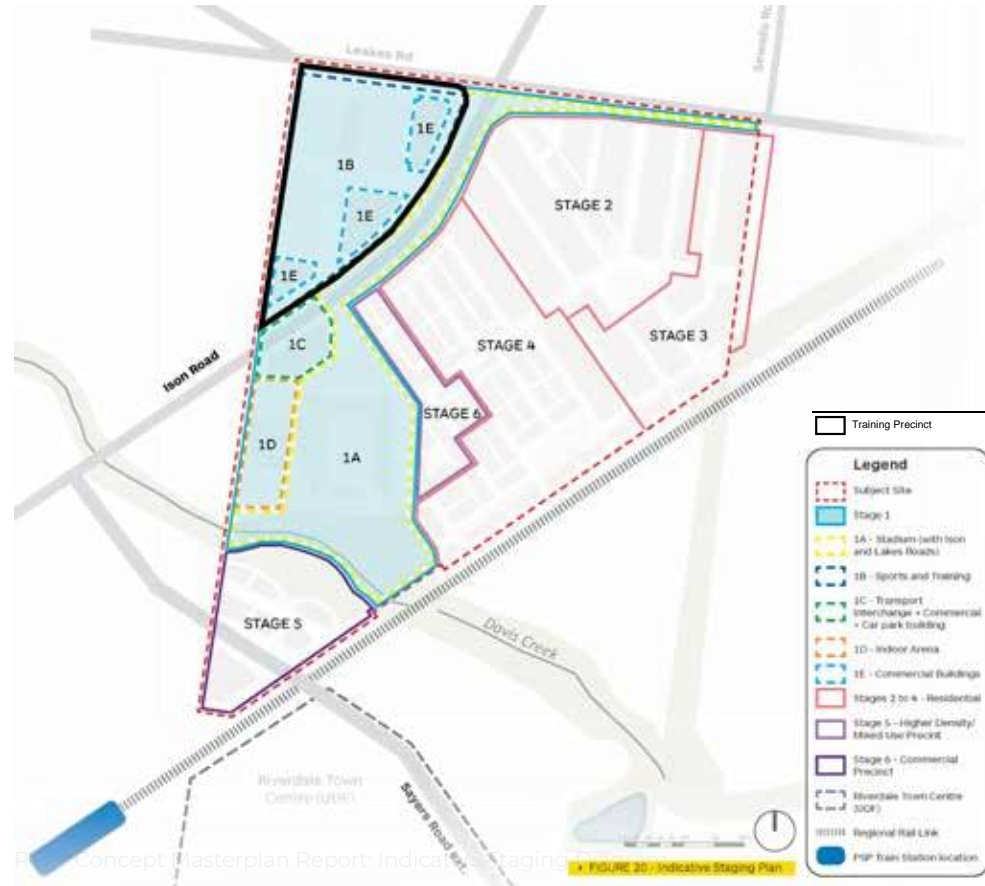 Leakes Rd
Sewells Rd
1E
1B
1E
1E
STAGE 2
1C
STAGE 4
STAGE 3
Ison Road
STAGE 6
1D
1A
Training Precinct
Legend
Subject Site
Stage 1
1A - Stadium (with Ison
and Lakes Roads)
1B - Sports and Training
1C - Transport
Interchange + Commercial
+ Car park building
1D - Indoor Arena
1E - Commercial Buildings
Stages 2 to 4 - Residential
Stage 5 - Higher Density/
Mixed Use Precint
Stage 6 - Commercial
Precinct
Riverdale Town Centre
(UDF)
Regional Rail Link
PSP Train Station location
STAGE 5
Davis Creek
Riverdale Town
Centre (UDF)
Sayers Road
Concept Masterplan Report: Indicative Staging
FIGURE 20 - Indicative Staging Plan